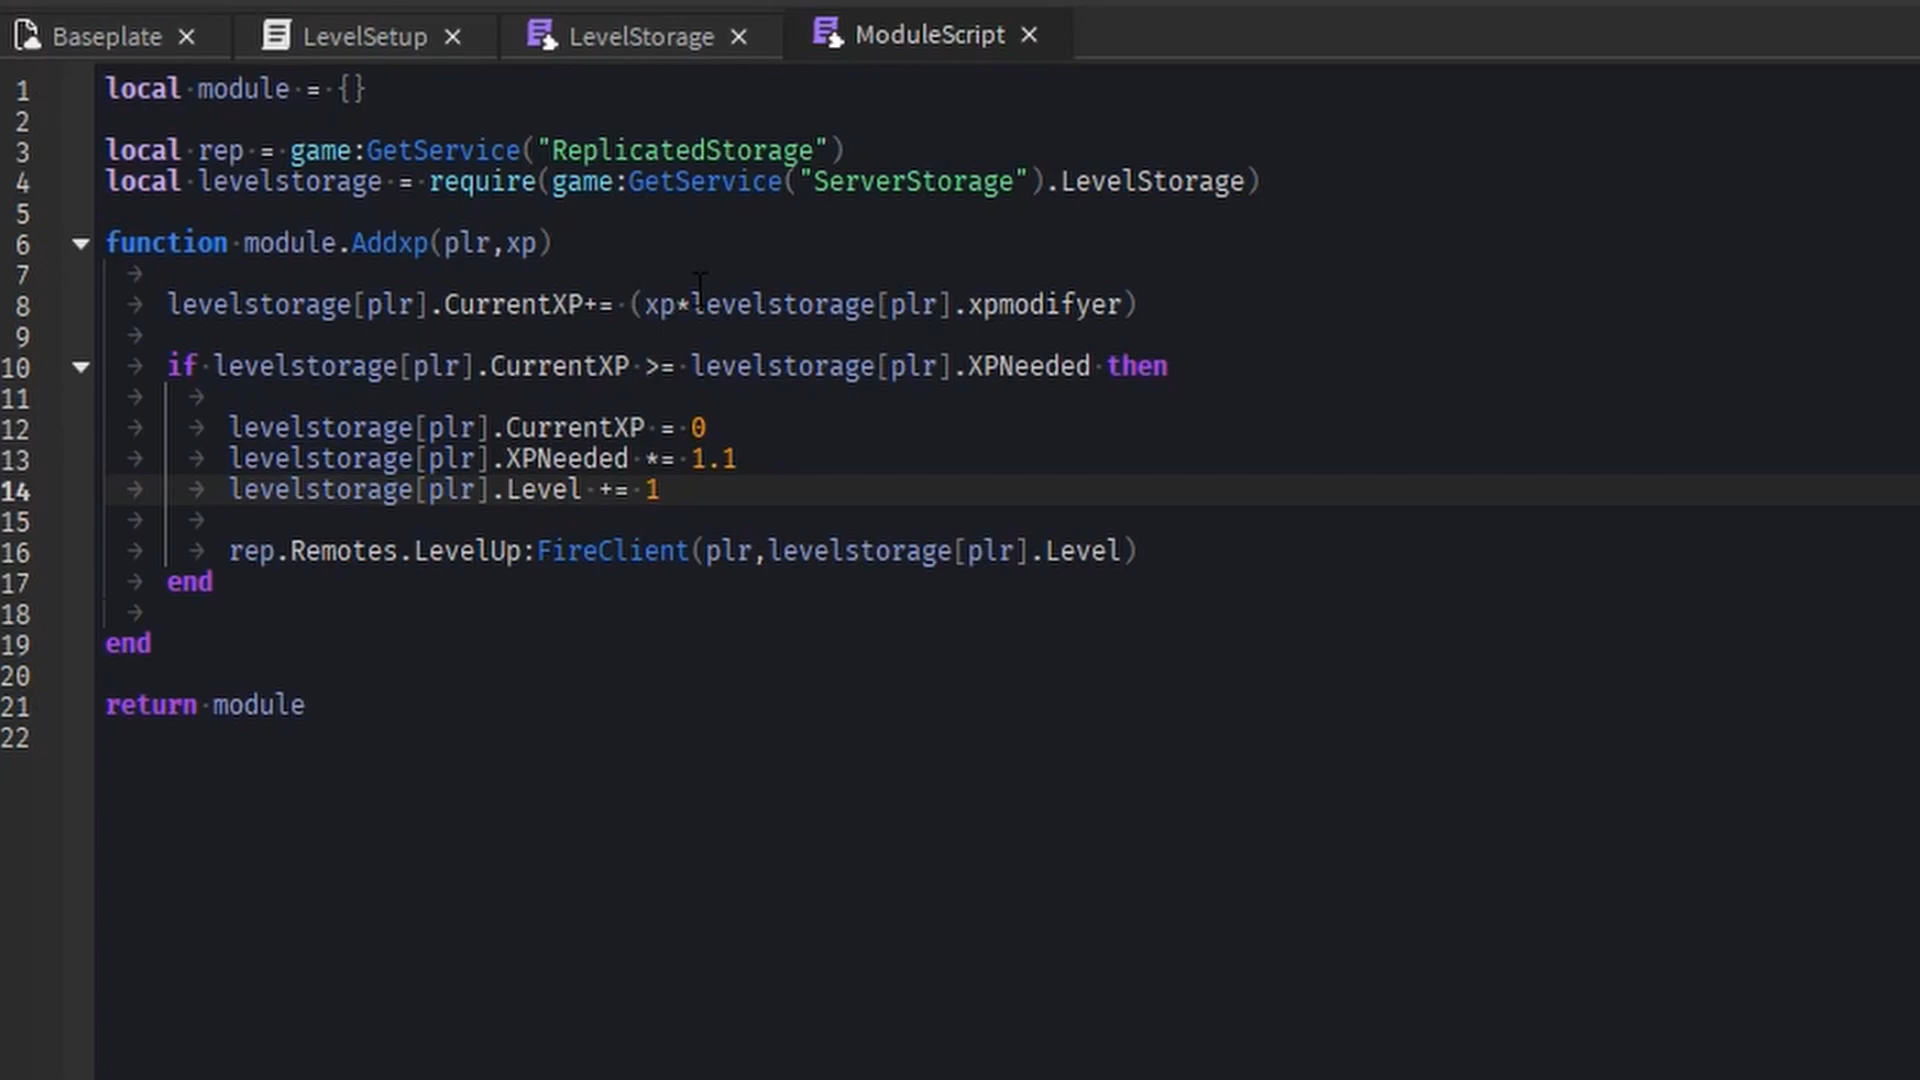 Baseplate LevelSetup LevelStorage ModuleScript
1 local module = {}
2
3 local rep = game:GetService("ReplicatedStorage")
4 local levelstorage = require(game:GetService("ServerStorage").LevelStorage)
5
6 function module.Addxp(plr,xp)
7
8 levelstorage[plr].CurrentXP+= (xp*levelstorage[plr].xpmodifyer)
9
10 if levelstorage[plr].CurrentXP >= levelstorage[plr].XPNeeded then
11
12 levelstorage[plr].CurrentXP = 0
13 levelstorage[plr].XPNeeded *= 1.1
14 levelstorage[plr].Level += 1
15
16 rep.Remotes.LevelUp:FireClient(plr,levelstorage[plr].Level)
17 end
18
19 end
20
21 return module
22